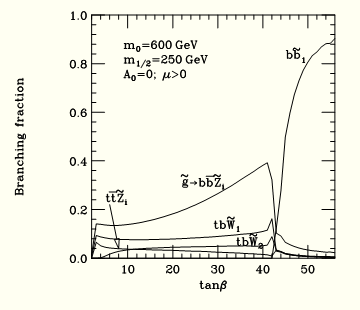 1.0
0.8
0.6
0.4
0.2
0.0
Branching fraction
m₀=600 GeV
m₁/₂=250 GeV
A₀=0; μ>0
bb̃₁
g̃→bb̄Z̃ᵢ
tt̄Z̃ᵢ
tbW̃₁
tbW̃₂
10
20
30
40
50
tanβ